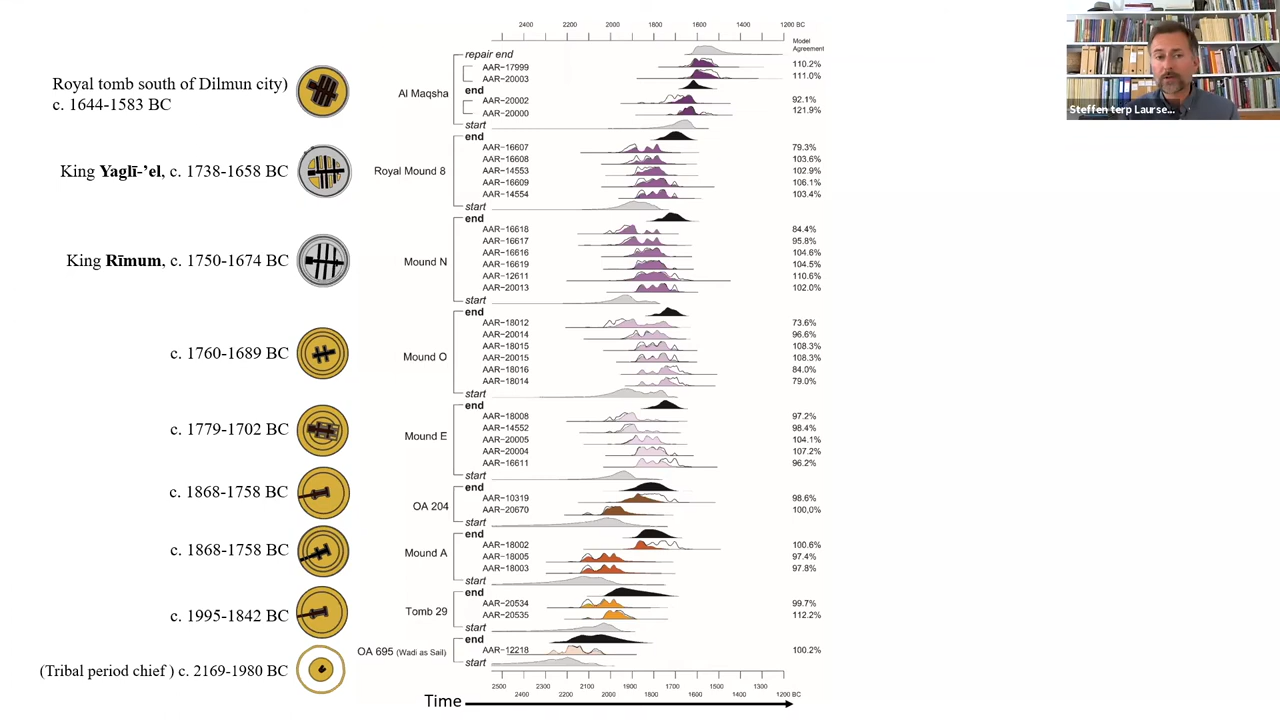 2400 2200 2000 1800 1600 1400 1200 BC
Model
Agreement
repair end
AAR-17999 110.2%
AAR-20003 111.0%
end
Al Maqsha
AAR-20002 92.1%
AAR-20000 121.9%
start
Royal tomb south of Dilmun city)
c. 1644-1583 BC
end
AAR-16607 79.3%
AAR-16608 103.6%
Royal Mound 8
AAR-14553 102.9%
AAR-16609 106.1%
AAR-14554 103.4%
start
King Yaglī-’el, c. 1738-1658 BC
end
AAR-16618 84.4%
AAR-16617 95.8%
AAR-16616 104.6%
Mound N
AAR-16619 104.5%
AAR-12611 110.6%
AAR-20013 102.0%
start
King Rīmum, c. 1750-1674 BC
end
AAR-18012 73.6%
AAR-20014 96.6%
AAR-18015 108.3%
Mound O
AAR-20015 108.3%
AAR-18016 84.0%
AAR-18014 79.0%
start
c. 1760-1689 BC
end
AAR-18008 97.2%
AAR-14552 98.4%
Mound E
AAR-20005 104.1%
AAR-20004 107.2%
AAR-16611 96.2%
start
c. 1779-1702 BC
end
AAR-10319 98.6%
OA 204
AAR-20670 100,0%
start
c. 1868-1758 BC
end
AAR-18002 100.6%
Mound A
AAR-18005 97.4%
AAR-18003 97.8%
start
c. 1868-1758 BC
end
AAR-20534 99.7%
Tomb 29
AAR-20535 112.2%
start
c. 1995-1842 BC
end
OA 695 (Wadi as Sail)
AAR-12218 100.2%
start
(Tribal period chief ) c. 2169-1980 BC
2500 2300 2100 1900 1700 1500 1300
2400 2200 2000 1800 1600 1400 1200 BC
Time
Steffen terp Laurse...